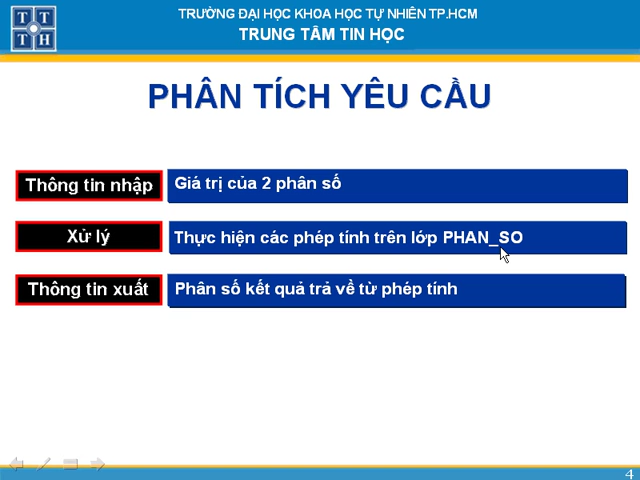 TRƯỜNG ĐẠI HỌC KHOA HỌC TỰ NHIÊN TP.HCM
TRUNG TÂM TIN HỌC
T T
T H
PHÂN TÍCH YÊU CẦU
Thông tin nhập Giá trị của 2 phân số
Xử lý Thực hiện các phép tính trên lớp PHAN_SO
Thông tin xuất Phân số kết quả trả về từ phép tính
4